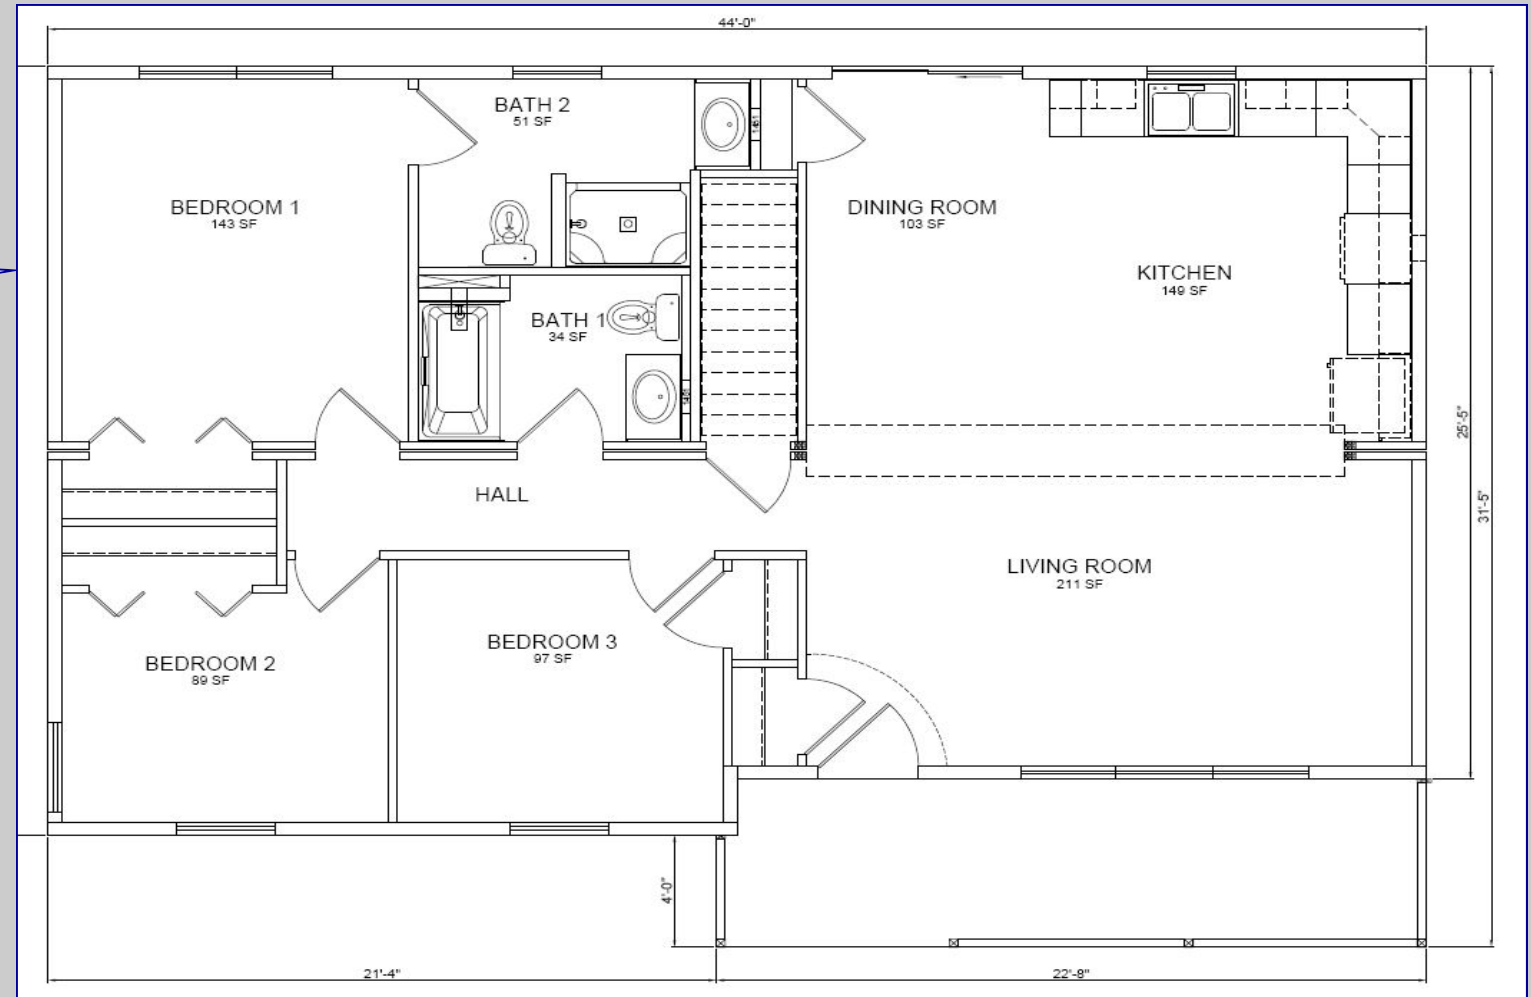 44'-0"
BATH 2
51 SF
BEDROOM 1
143 SF
DINING ROOM
103 SF
KITCHEN
149 SF
BATH 1
34 SF
25'-5"
HALL
31'-5"
LIVING ROOM
211 SF
BEDROOM 3
97 SF
BEDROOM 2
89 SF
4'-0"
21'-4"
22'-8"